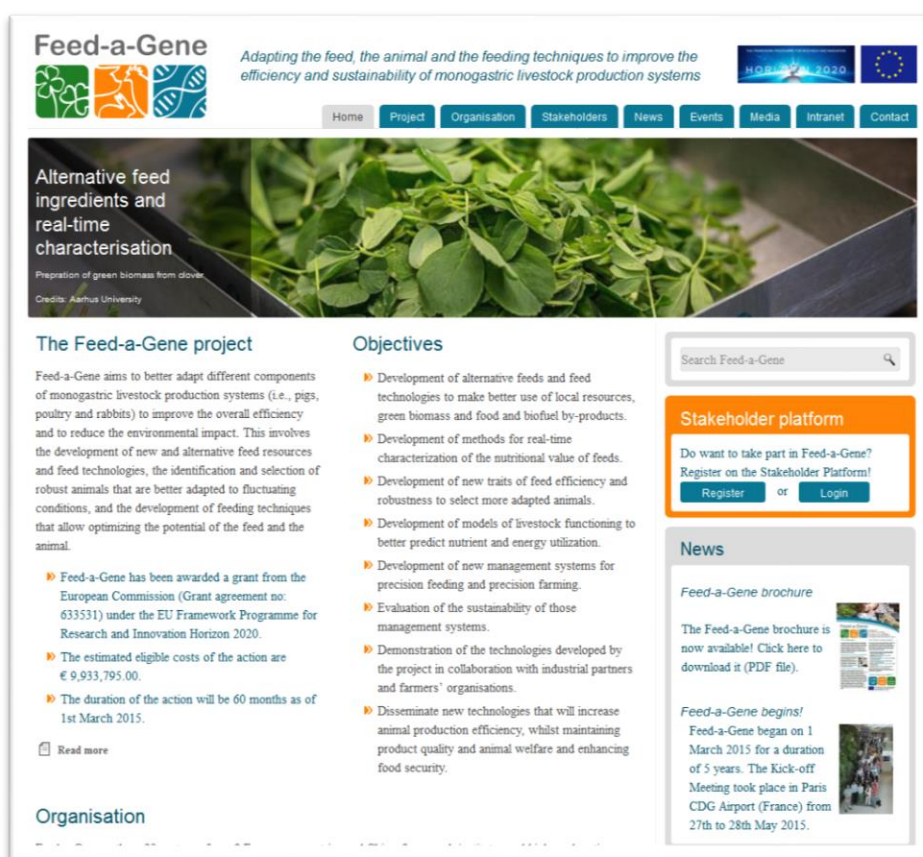 Feed-a-Gene
Adapting the feed, the animal and the feeding techniques to improve the
efficiency and sustainability of monogastric livestock production systems
HORIZON 2020
Home Project Organisation Stakeholders News Events Media Intranet Contact
Alternative feed
ingredients and
real-time
characterisation
Prepration of green biomass from clover
Credits: Aarhus University
The Feed-a-Gene project
Feed-a-Gene aims to better adapt different components
of monogastric livestock production systems (i.e., pigs,
poultry and rabbits) to improve the overall efficiency
and to reduce the environmental impact. This involves
the development of new and alternative feed resources
and feed technologies, the identification and selection of
robust animals that are better adapted to fluctuating
conditions, and the development of feeding techniques
that allow optimizing the potential of the feed and the
animal.
Feed-a-Gene has been awarded a grant from the
European Commission (Grant agreement no:
633531) under the EU Framework Programme for
Research and Innovation Horizon 2020.
The estimated eligible costs of the action are
€ 9,933,795.00.
The duration of the action will be 60 months as of
1st March 2015.
Read more
Organisation
Objectives
Development of alternative feeds and feed
technologies to make better use of local resources,
green biomass and food and biofuel by-products.
Development of methods for real-time
characterization of the nutritional value of feeds.
Development of new traits of feed efficiency and
robustness to select more adapted animals.
Development of models of livestock functioning to
better predict nutrient and energy utilization.
Development of new management systems for
precision feeding and precision farming.
Evaluation of the sustainability of those
management systems.
Demonstration of the technologies developed by
the project in collaboration with industrial partners
and farmers’ organisations.
Disseminate new technologies that will increase
animal production efficiency, whilst maintaining
product quality and animal welfare and enhancing
food security.
Search Feed-a-Gene
Stakeholder platform
Do want to take part in Feed-a-Gene?
Register on the Stakeholder Platform!
Register or Login
News
Feed-a-Gene brochure
The Feed-a-Gene brochure is
now available! Click here to
download it (PDF file).
Feed-a-Gene begins!
Feed-a-Gene began on 1
March 2015 for a duration
of 5 years. The Kick-off
Meeting took place in Paris
CDG Airport (France) from
27th to 28th May 2015.